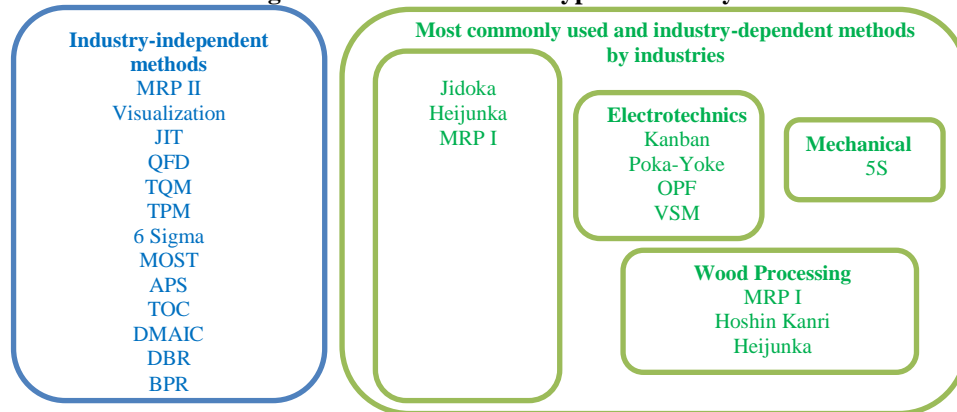 Industry-independent
methods
MRP II
Visualization
JIT
QFD
TQM
TPM
6 Sigma
MOST
APS
TOC
DMAIC
DBR
BPR
Most commonly used and industry-dependent methods
by industries
Jidoka
Heijunka
MRP I
Electrotechnics
Kanban
Poka-Yoke
OPF
VSM
Mechanical
5S
Wood Processing
MRP I
Hoshin Kanri
Heijunka